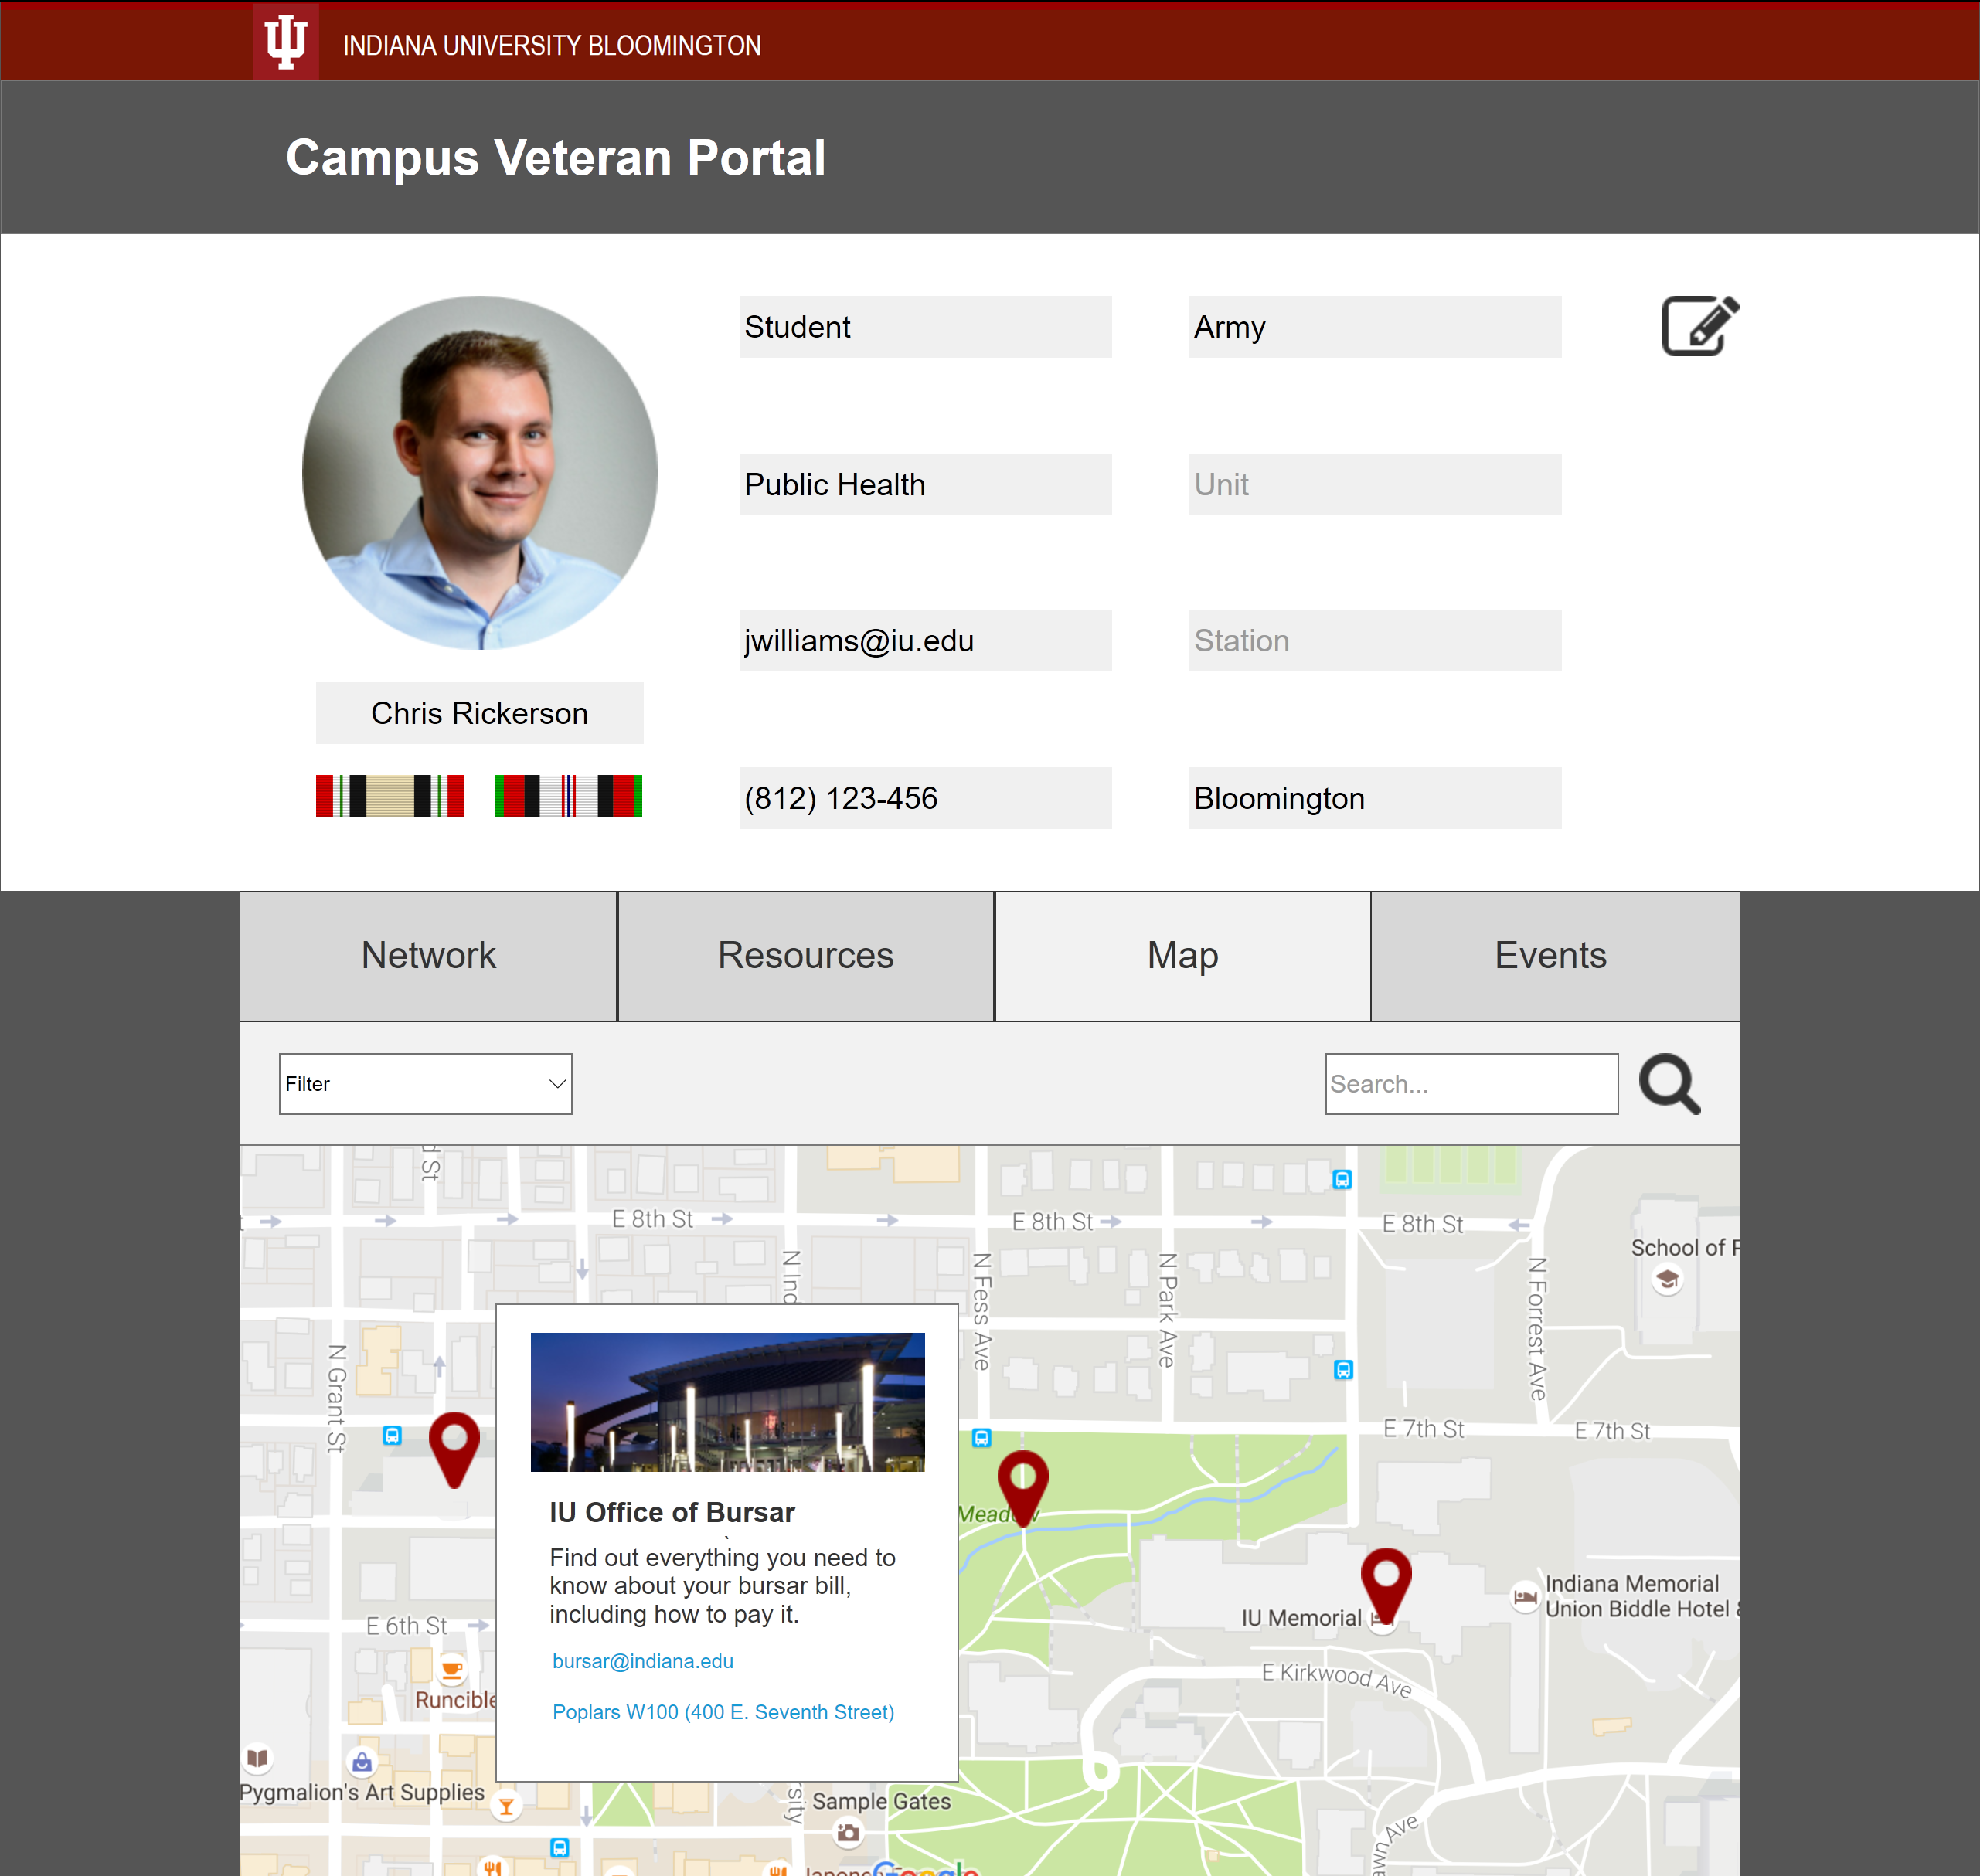 INDIANA UNIVERSITY BLOOMINGTON
Campus Veteran Portal
Student
Army
Public Health
Unit
jwilliams@iu.edu
Station
Chris Rickerson
(812) 123-456
Bloomington
Network
Resources
Map
Events
Filter
Search...
d St
E 8th St
E 8th St
E 8th St
School of
N Ind
N Fess Ave
N Park Ave
N Forrest Ave
N Grant St
E 7th St
E 7th St
IU Office of Bursar
Find out everything you need to
know about your bursar bill,
including how to pay it.
bursar@indiana.edu
Poplars W100 (400 E. Seventh Street)
Meadow
Indiana Memorial
Union Biddle Hotel &
IU Memorial
E 6th St
E Kirkwood Ave
Runcible
Pygmalion's Art Supplies
rsity
Sample Gates
wn Ave
Google